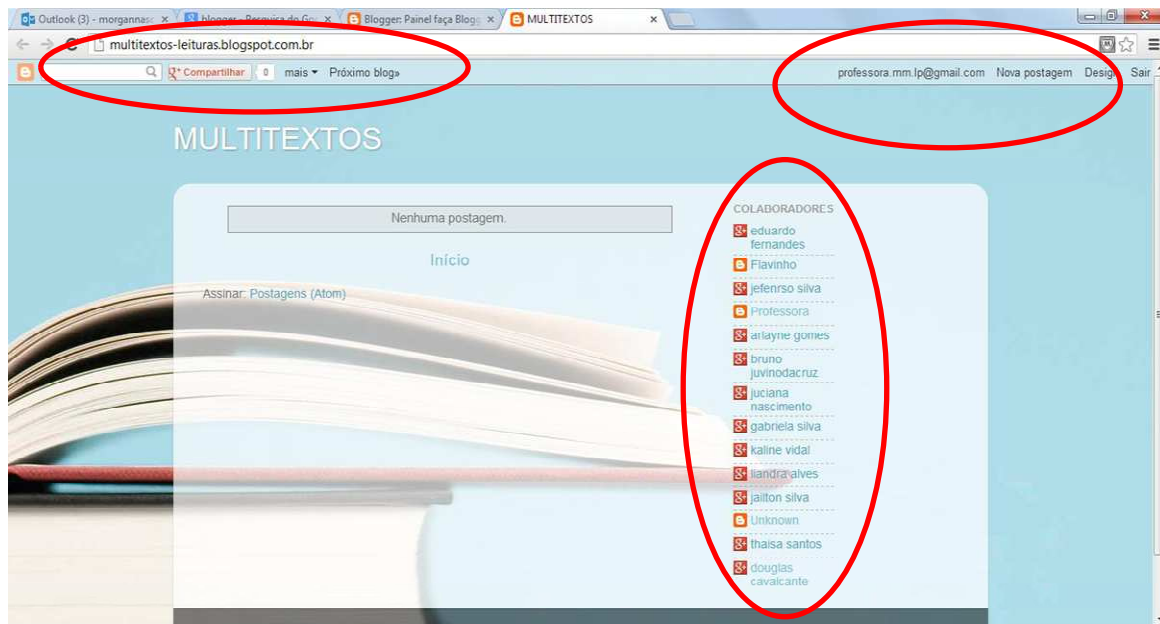 Outlook (3) - morgannasc
blogger - Pesquisa do Goo
Blogger: Painel faça Blogg
MULTITEXTOS
multitextos-leituras.blogspot.com.br
Compartilhar 0 mais Próximo blog»
professora.mm.lp@gmail.com Nova postagem Design Sair
MULTITEXTOS
Nenhuma postagem.
Início
Assinar: Postagens (Atom)
COLABORADORES
eduardo
fernandes
Flavinho
jefenrso silva
Professora
arlayne gomes
bruno
juvinodacruz
juciana
nascimento
gabriela silva
kaline vidal
liandra alves
jailton silva
Unknown
thaisa santos
douglas
cavalcante